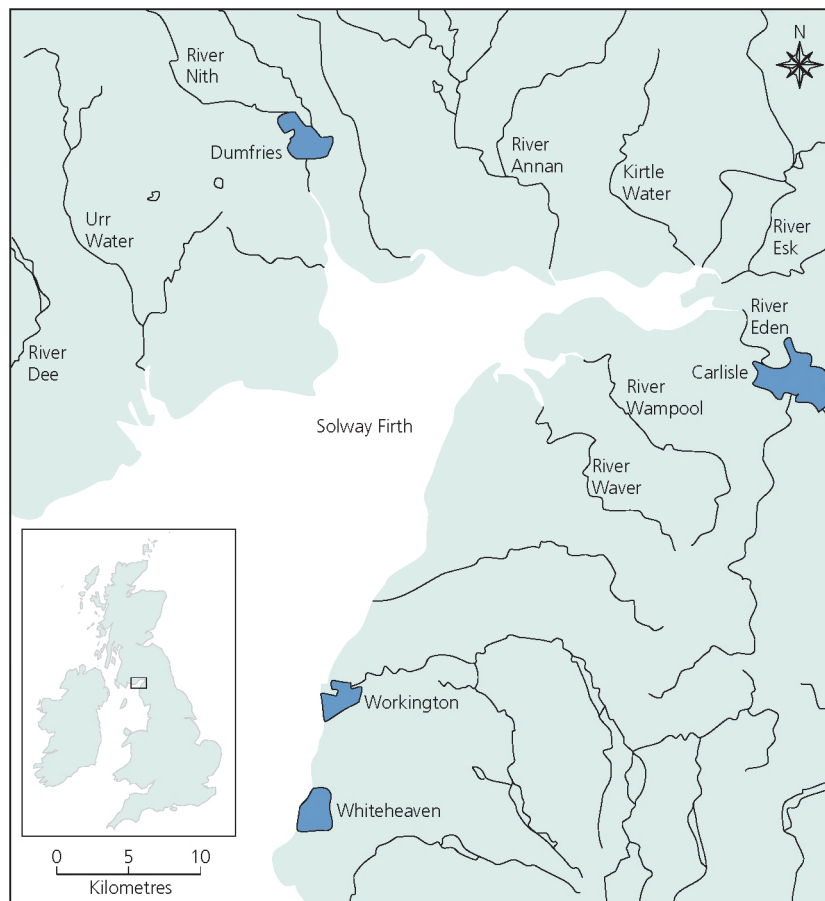 N
River
Nith
Dumfries
River
Annan
Kirtle
Water
Urr
Water
River
Esk
River
Eden
River
Dee
Carlisle
River
Wampool
Solway Firth
River
Waver
Workington
Whiteheaven
0 5 10
Kilometres